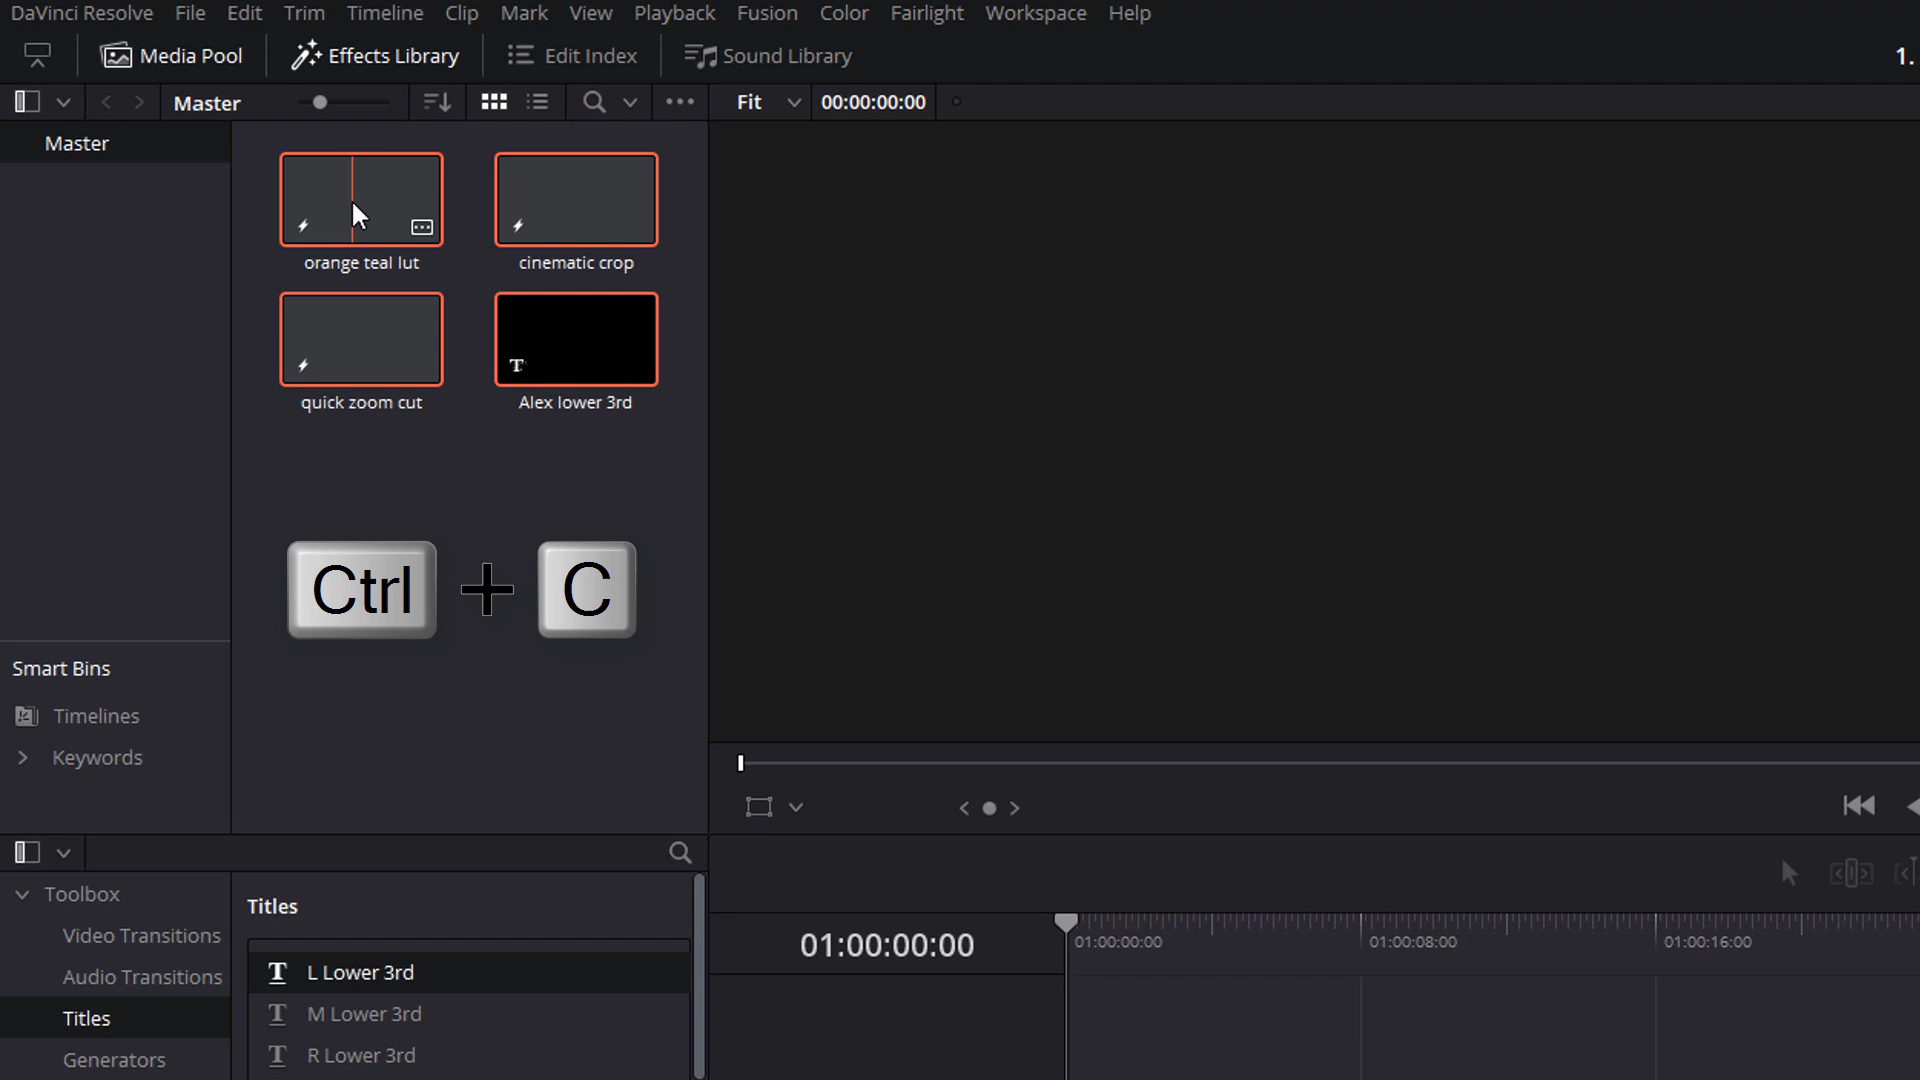 DaVinci Resolve File Edit Trim Timeline Clip Mark View Playback Fusion Color Fairlight Workspace Help
Media Pool Effects Library Edit Index Sound Library 1.
Master Fit 00:00:00:00
Master
orange teal lut cinematic crop
T
quick zoom cut Alex lower 3rd
Ctrl + C
Smart Bins
Timelines
Keywords
Toolbox
Titles
Video Transitions
01:00:00:00 01:00:00:00 01:00:08:00 01:00:16:00
T L Lower 3rd
Audio Transitions
T M Lower 3rd
Titles
T R Lower 3rd
Generators